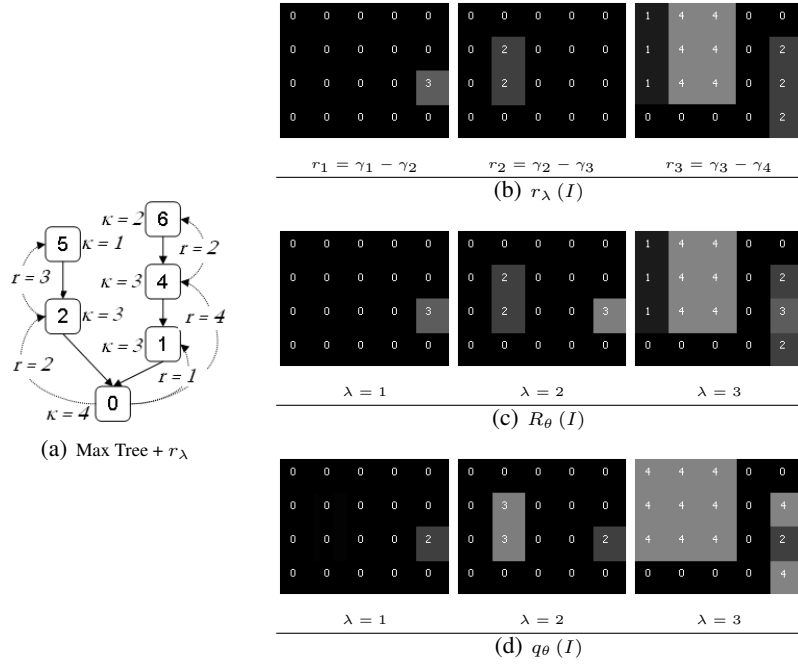 0 0 0 0 0
0 0 0 0 0
0 0 0 0 3
0 0 0 0 0
r₁ = γ₁ − γ₂
0 0 0 0 0
0 2 0 0 0
0 2 0 0 0
0 0 0 0 0
r₂ = γ₂ − γ₃
1 4 4 0 0
1 4 4 0 2
1 4 4 0 2
0 0 0 0 2
r₃ = γ₃ − γ₄
(b) r_λ (I)
5
κ = 1
r = 3
2
κ = 3
r = 2
κ = 2
6
r = 2
κ = 3
4
r = 4
κ = 3
1
r = 1
κ = 4
0
(a) Max Tree + r_λ
0 0 0 0 0
0 0 0 0 0
0 0 0 0 3
0 0 0 0 0
λ = 1
0 0 0 0 0
0 2 0 0 0
0 2 0 0 3
0 0 0 0 0
λ = 2
1 4 4 0 0
1 4 4 0 2
1 4 4 0 3
0 0 0 0 2
λ = 3
(c) R_θ (I)
0 0 0 0 0
0 0 0 0 0
0 0 0 0 2
0 0 0 0 0
λ = 1
0 0 0 0 0
0 3 0 0 0
0 3 0 0 2
0 0 0 0 0
λ = 2
4 4 4 0 0
4 4 4 0 4
4 4 4 0 2
0 0 0 0 4
λ = 3
(d) q_θ (I)